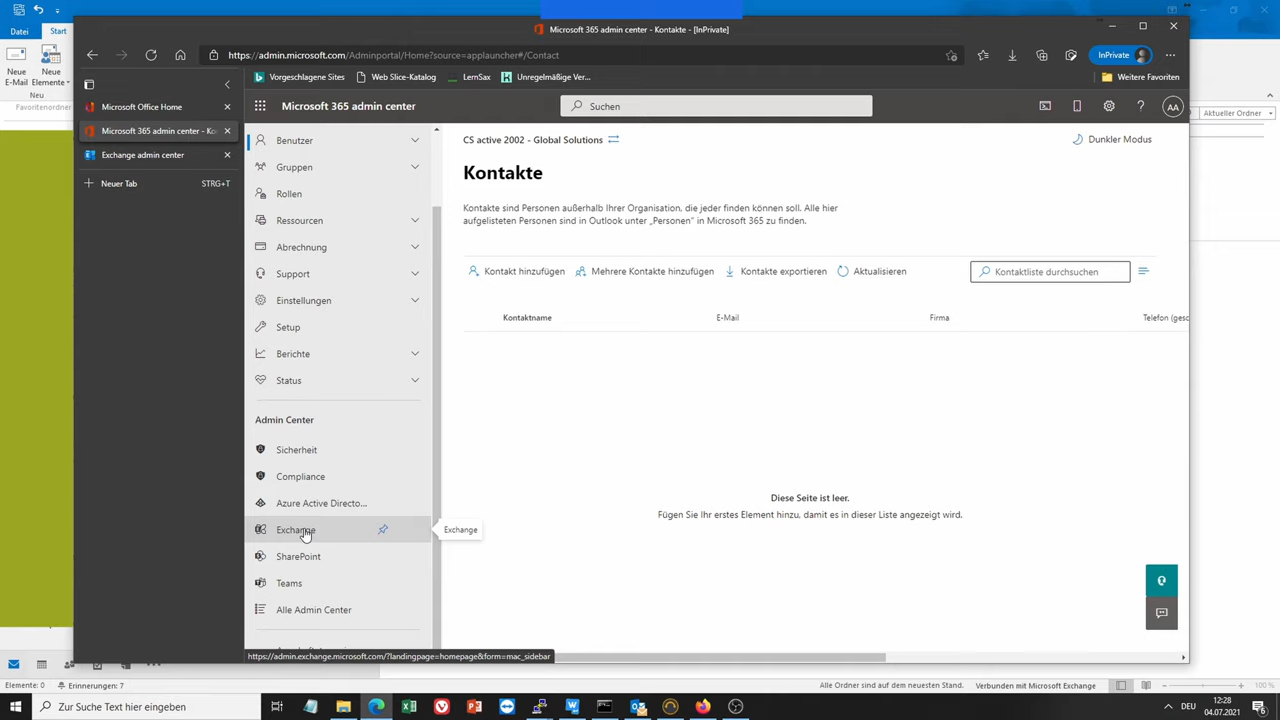 Datei
Start
Neue
E-Mail
Neue
Elemente
Neu
Favoritenordner
Microsoft 365 admin center - Kontakte - [InPrivate]
https://admin.microsoft.com/Adminportal/Home?source=applauncher#/Contact
InPrivate
Vorgeschlagene Sites
Web Slice-Katalog
LernSax
Unregelmäßige Ver...
Weitere Favoriten
Microsoft Office Home
Microsoft 365 admin center - Ko
Exchange admin center
Neuer Tab
STRG+T
Microsoft 365 admin center
Suchen
AA
Aktueller Ordner
Benutzer
Gruppen
Rollen
Ressourcen
Abrechnung
Support
Einstellungen
Setup
Berichte
Status
Admin Center
Sicherheit
Compliance
Azure Active Directo...
Exchange
Exchange
SharePoint
Teams
Alle Admin Center
CS active 2002 - Global Solutions
Dunkler Modus
Kontakte
Kontakte sind Personen außerhalb Ihrer Organisation, die jeder finden können soll. Alle hier
aufgelisteten Personen sind in Outlook unter „Personen" in Microsoft 365 zu finden.
Kontakt hinzufügen
Mehrere Kontakte hinzufügen
Kontakte exportieren
Aktualisieren
Kontaktliste durchsuchen
Kontaktname
E-Mail
Firma
Telefon (gesc
Diese Seite ist leer.
Fügen Sie Ihr erstes Element hinzu, damit es in dieser Liste angezeigt wird.
https://admin.exchange.microsoft.com/?landingpage=homepage&form=mac_sidebar
Elemente: 0
Erinnerungen: 7
Alle Ordner sind auf dem neuesten Stand.
Verbunden mit Microsoft Exchange
100 %
Zur Suche Text hier eingeben
DEU
12:28
04.07.2021